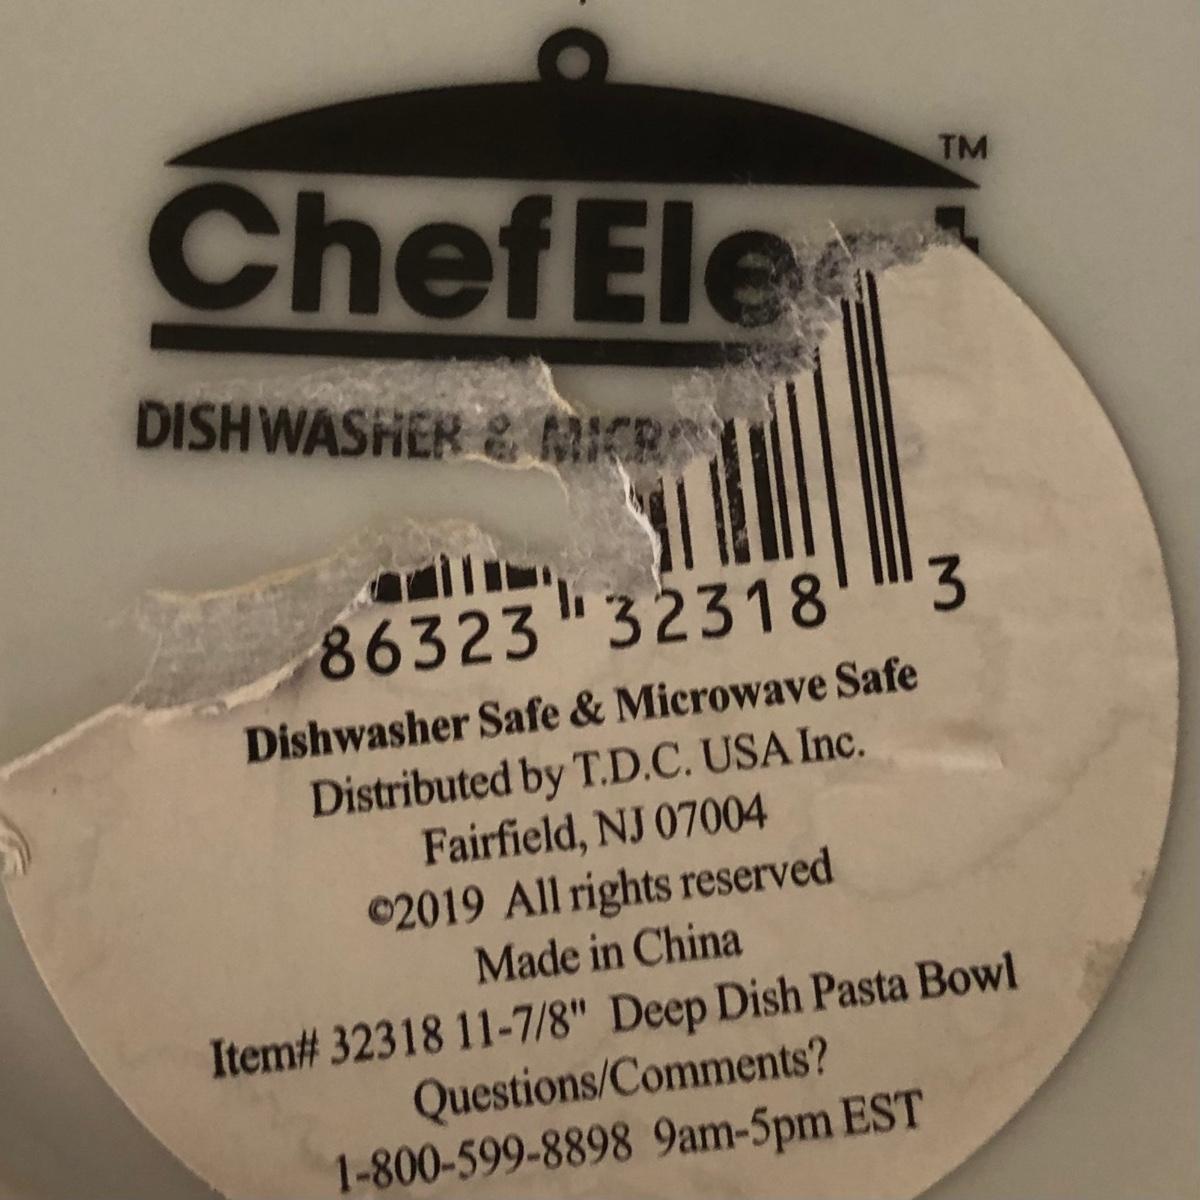 TM
ChefEle
DISHWASHER & MICRO
86323 32318 3
Dishwasher Safe & Microwave Safe
Distributed by T.D.C. USA Inc.
Fairfield, NJ 07004
©2019 All rights reserved
Made in China
Item# 32318 11-7/8" Deep Dish Pasta Bowl
Questions/Comments?
1-800-599-8898 9am-5pm EST